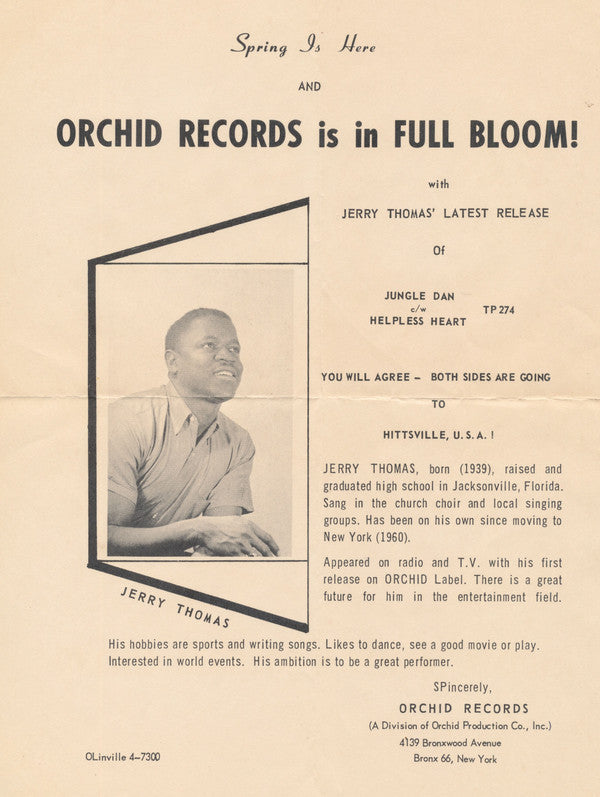 Spring Is Here
AND
ORCHID RECORDS is in FULL BLOOM!
with
JERRY THOMAS' LATEST RELEASE
Of
JUNGLE DAN
c/w TP 274
HELPLESS HEART
YOU WILL AGREE – BOTH SIDES ARE GOING
TO
HITTSVILLE, U.S.A. !
JERRY THOMAS, born (1939), raised and
graduated high school in Jacksonville, Florida.
Sang in the church choir and local singing
groups. Has been on his own since moving to
New York (1960).
Appeared on radio and T.V. with his first
release on ORCHID Label. There is a great
future for him in the entertainment field.
JERRY THOMAS
His hobbies are sports and writing songs. Likes to dance, see a good movie or play.
Interested in world events. His ambition is to be a great performer.
SPincerely,
ORCHID RECORDS
(A Division of Orchid Production Co., Inc.)
4139 Bronxwood Avenue
Bronx 66, New York
OLinville 4–7300